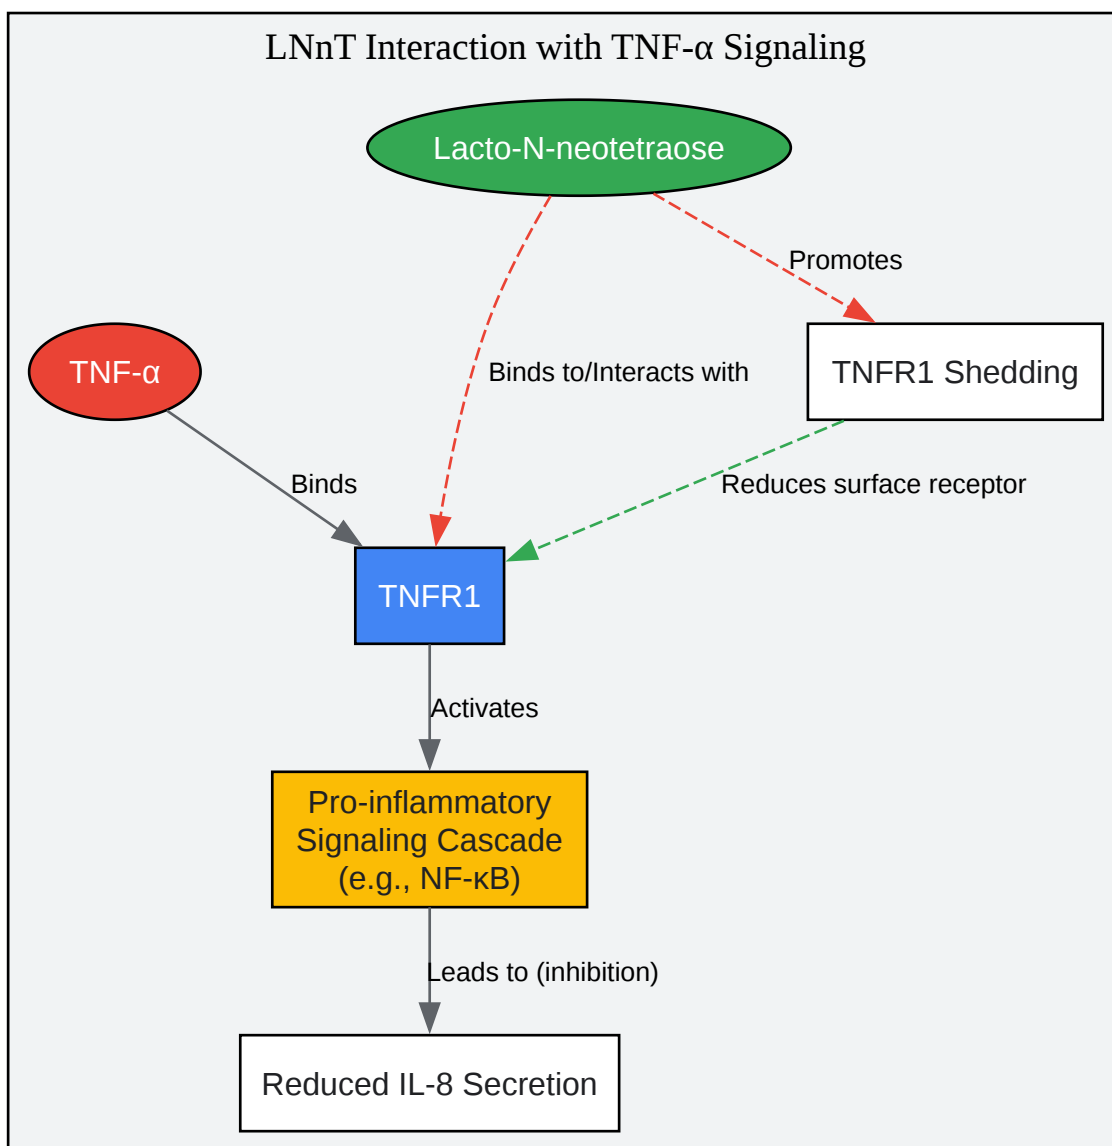 LNnT Interaction with TNF-α Signaling
Lacto-N-neotetraose
Promotes
TNF-α
Binds to/Interacts with
TNFR1 Shedding
Binds
Reduces surface receptor
TNFR1
Activates
Pro-inflammatory
Signaling Cascade
(e.g., NF-κB)
Leads to (inhibition)
Reduced IL-8 Secretion